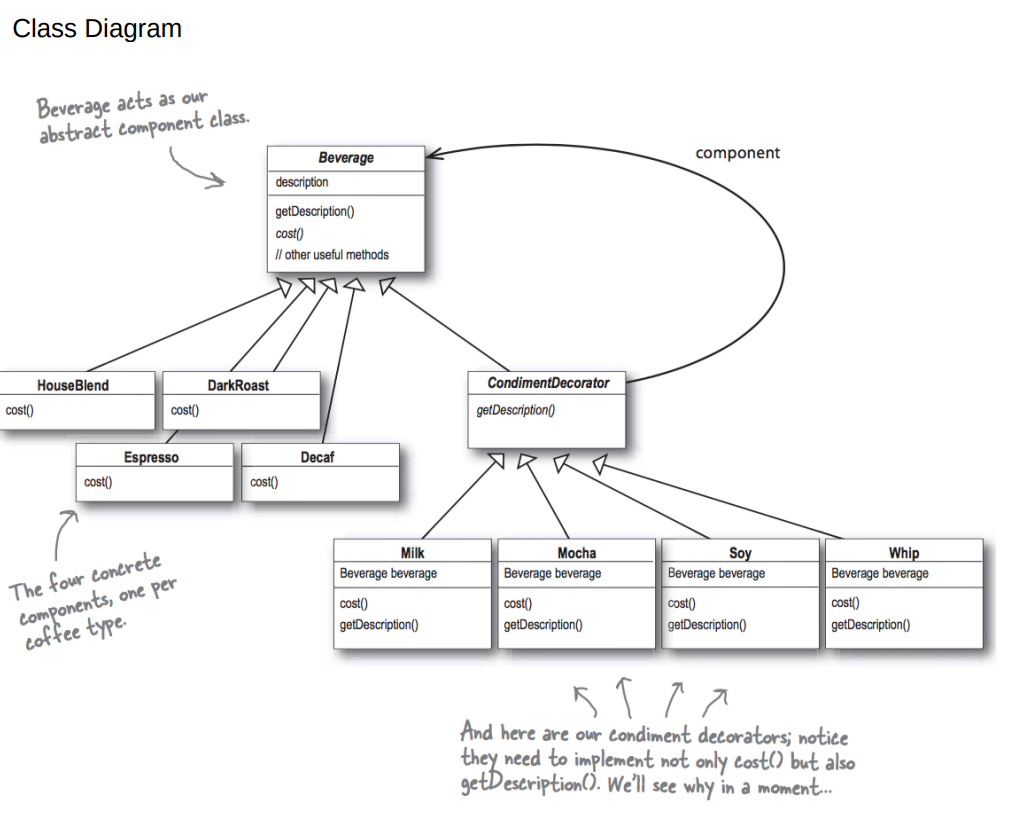 Class Diagram
Beverage acts as our
abstract component class.
component
Beverage
description
getDescription()
cost()
// other useful methods
HouseBlend
cost()
DarkRoast
cost()
CondimentDecorator
getDescription()
Espresso
cost()
Decaf
cost()
The four concrete
components, one per
coffee type.
Milk
Beverage beverage
cost()
getDescription()
Mocha
Beverage beverage
cost()
getDescription()
Soy
Beverage beverage
cost()
getDescription()
Whip
Beverage beverage
cost()
getDescription()
And here are our condiment decorators; notice
they need to implement not only cost() but also
getDescription(). We'll see why in a moment...